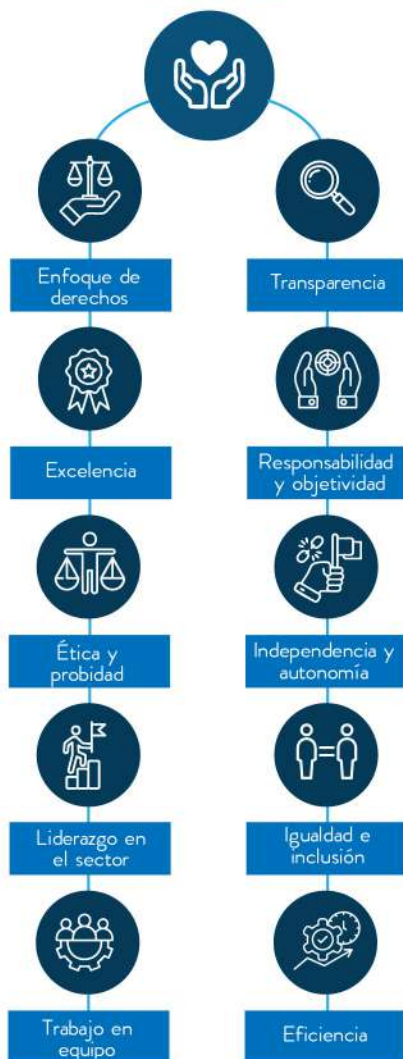 Enfoque de
derechos
Transparencia
Excelencia
Responsabilidad
y objetividad
Ética y
probidad
Independencia y
autonomía
Liderazgo en
el sector
Igualdad e
inclusión
Trabajo en
equipo
Eficiencia